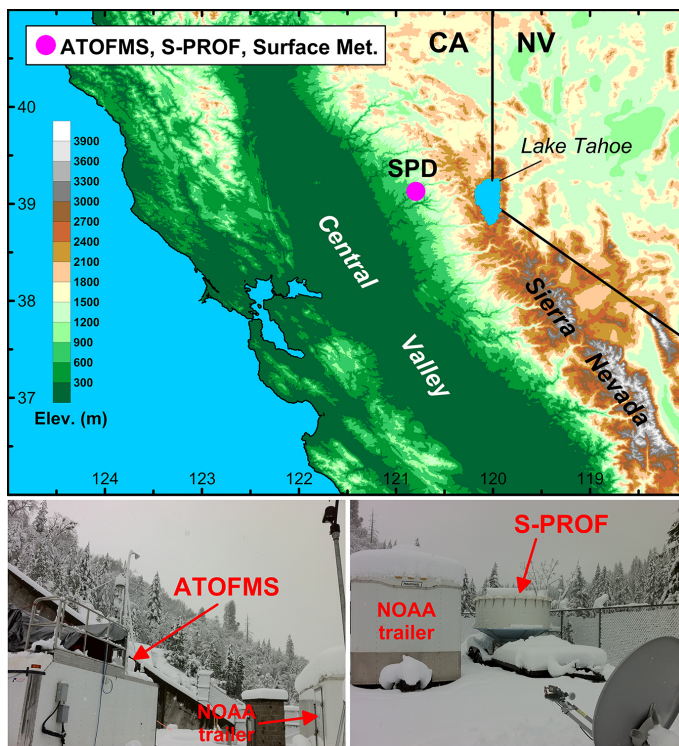 ATOFMS, S-PROF, Surface Met.
CA
NV
Lake Tahoe
SPD
40
39
38
37
3900
3600
3300
3000
2700
2400
2100
1800
1500
1200
900
600
300
Elev. (m)
Central
Valley
Sierra
Nevada
124
123
122
121
120
119
ATOFMS
NOAA
trailer
S-PROF
NOAA
trailer